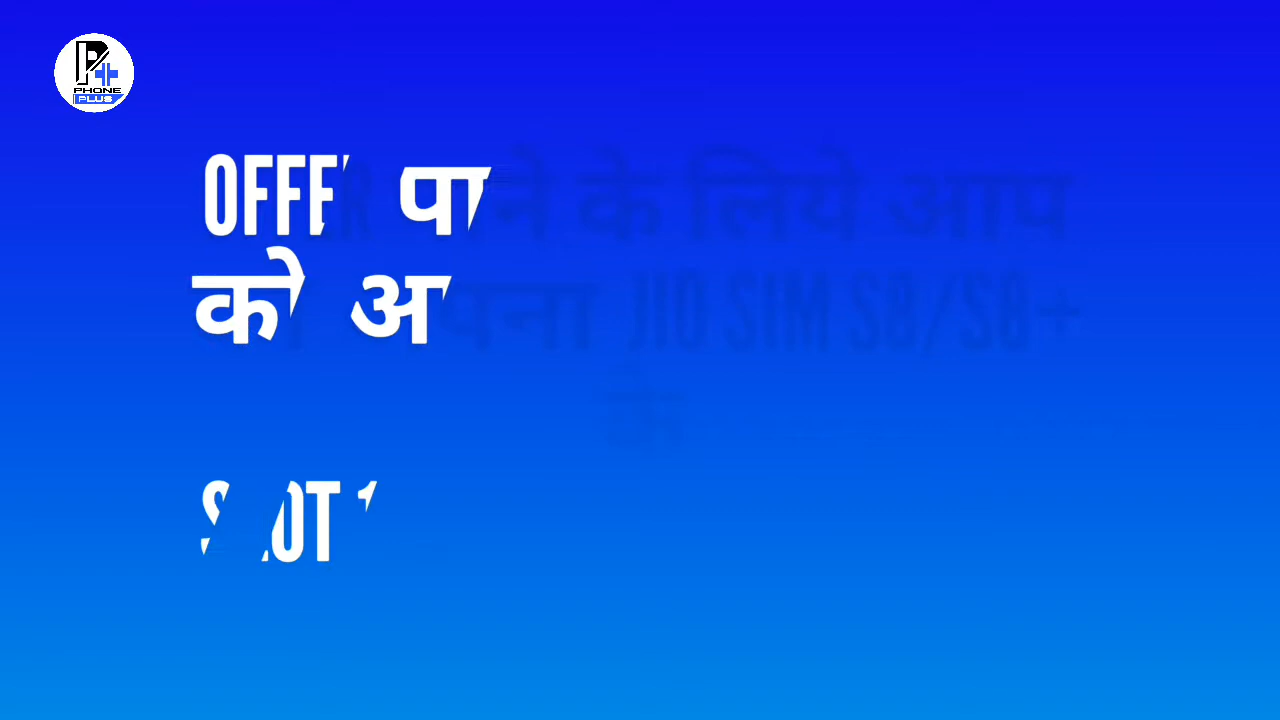 PHONE
PLUS
OFFER पाने के लिये आप
को अपना JIO SIM S8/S8+
के
SLOT 1